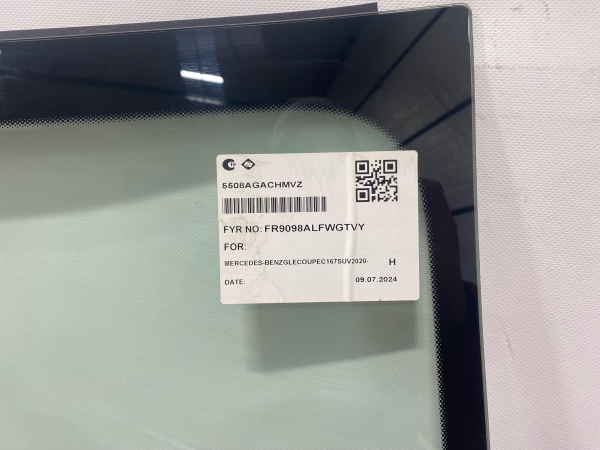 5508AGACHMVZ
FYR NO: FR9098ALFWGTVY
FOR:
MERCEDES-BENZGLECOUPEC167SUV2020- H
DATE: 09.07.2024